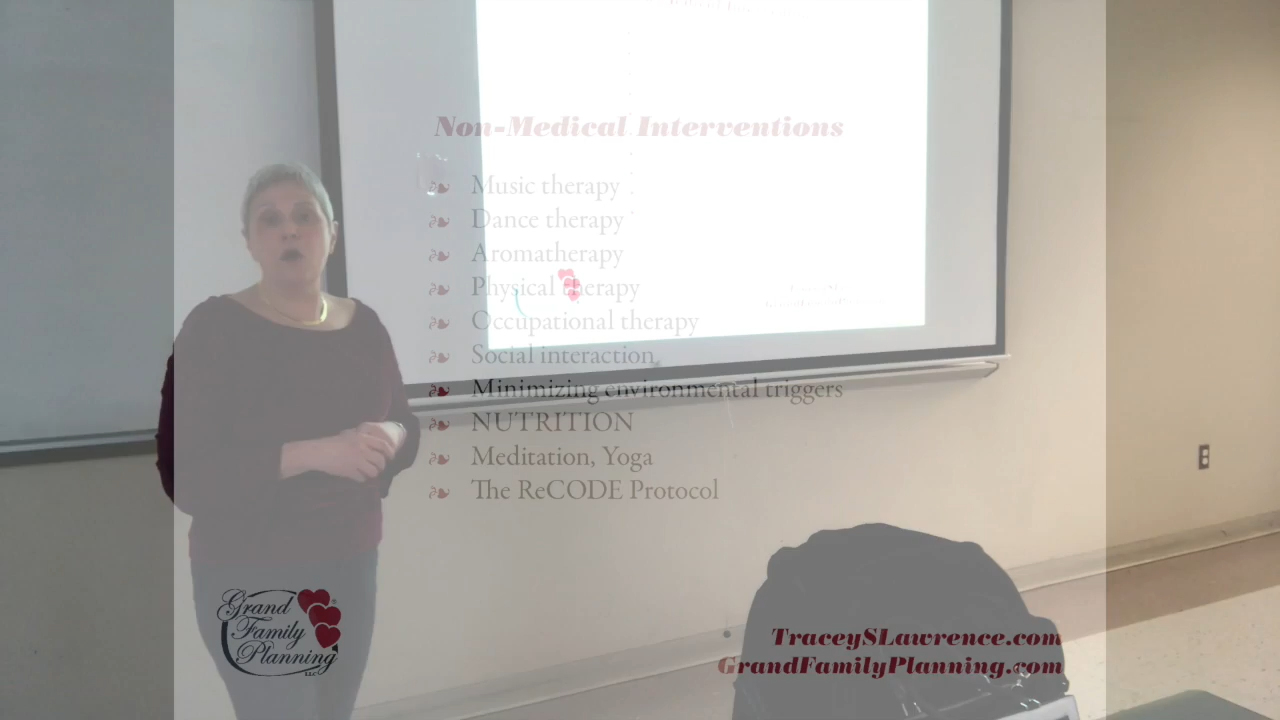 Non-Medical Interventions
Music therapy
Dance therapy
Aromatherapy
Physical therapy
Occupational therapy
Social interaction
Minimizing environmental triggers
NUTRITION
Meditation, Yoga
The ReCODE Protocol
Grand
Family
Planning
LLC
TraceySLawrence.com
GrandFamilyPlanning.com